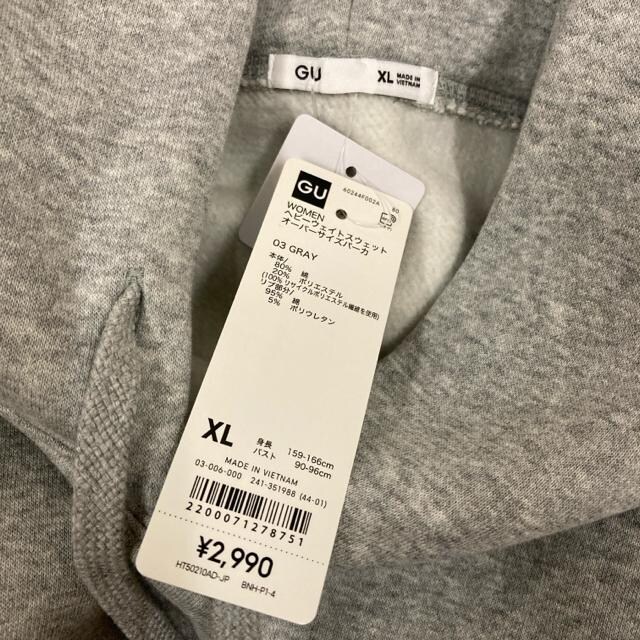 GU
XL MADE IN VIETNAM
GU
60244F002A
60
WOMEN
ヘビーウェイトスウェット
オーバーサイズパーカ
03 GRAY
本体/
80% 綿
20% ポリエステル
(100%リサイクルポリエステル繊維を使用)
リブ部分/
95% 綿
5% ポリウレタン
XL
身長 159-166cm
バスト 90-96cm
MADE IN VIETNAM
03-006-000 241-351988 (44-01)
2200071278751
¥2,990
HT50210AD-JP BNH-P1-4